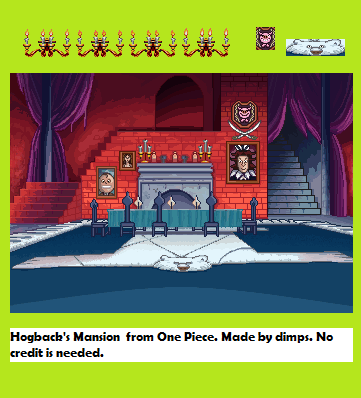 Hogback's Mansion from One Piece. Made by dimps. No
credit is needed.